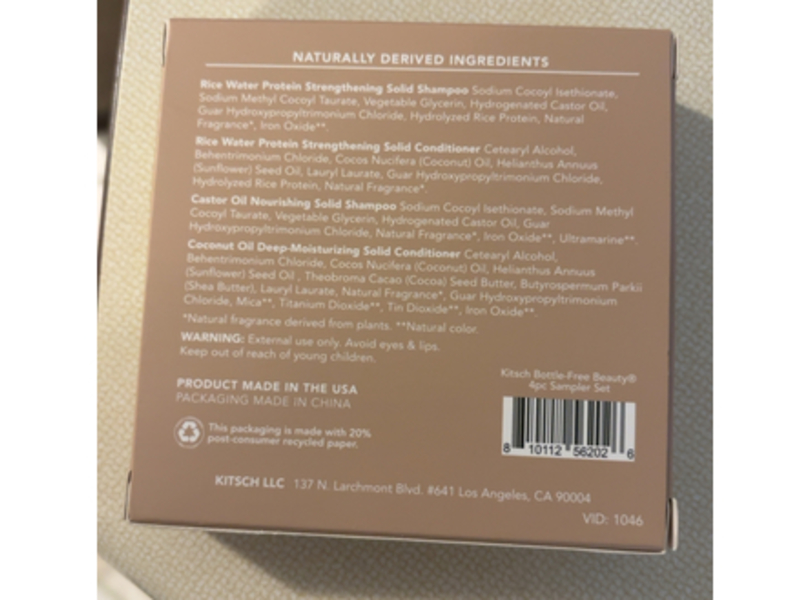 NATURALLY DERIVED INGREDIENTS
Rice Water Protein Strengthening Solid Shampoo Sodium Cocoyl Isethionate,
Sodium Methyl Cocoyl Taurate, Vegetable Glycerin, Hydrogenated Castor Oil,
Guar Hydroxypropyltrimonium Chloride, Hydrolyzed Rice Protein, Natural
Fragrance*, Iron Oxide**.
Rice Water Protein Strengthening Solid Conditioner Cetearyl Alcohol,
Behentrimonium Chloride, Cocos Nucifera (Coconut) Oil, Helianthus Annuus
(Sunflower) Seed Oil, Lauryl Laurate, Guar Hydroxypropyltrimonium Chloride,
Hydrolyzed Rice Protein, Natural Fragrance*.
Castor Oil Nourishing Solid Shampoo Sodium Cocoyl Isethionate, Sodium Methyl
Cocoyl Taurate, Vegetable Glycerin, Hydrogenated Castor Oil, Guar
Hydroxypropyltrimonium Chloride, Natural Fragrance*, Iron Oxide**, Ultramarine**.
Coconut Oil Deep-Moisturizing Solid Conditioner Cetearyl Alcohol,
Behentrimonium Chloride, Cocos Nucifera (Coconut) Oil, Helianthus Annuus
(Sunflower) Seed Oil , Theobroma Cacao (Cocoa) Seed Butter, Butyrospermum Parkii
(Shea Butter), Lauryl Laurate, Natural Fragrance*, Guar Hydroxypropyltrimonium
Chloride, Mica**, Titanium Dioxide**, Tin Dioxide**, Iron Oxide**.
*Natural fragrance derived from plants. **Natural color.
WARNING: External use only. Avoid eyes & lips.
Keep out of reach of young children.
PRODUCT MADE IN THE USA
PACKAGING MADE IN CHINA
This packaging is made with 20%
post-consumer recycled paper.
Kitsch Bottle-Free Beauty®
4pc Sampler Set
8 10112 56202 6
KITSCH LLC 137 N. Larchmont Blvd. #641 Los Angeles, CA 90004
VID: 1046